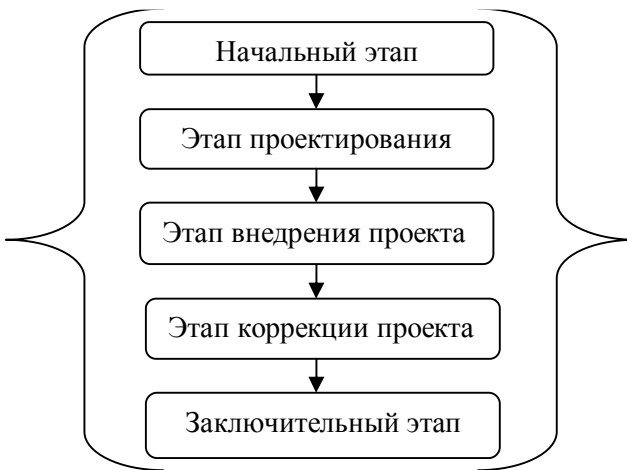 Начальный этап
Этап проектирования
Этап внедрения проекта
Этап коррекции проекта
Заключительный этап